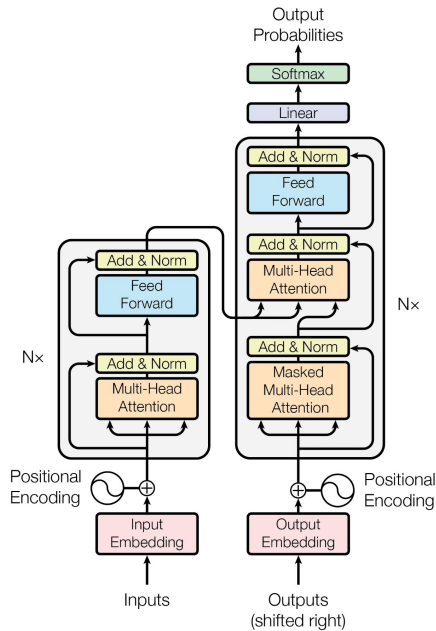 Output
Probabilities
Softmax
Linear
Add & Norm
Feed
Forward
Add & Norm
Multi-Head
Attention
Add & Norm
Masked
Multi-Head
Attention
N×
Add & Norm
Feed
Forward
Add & Norm
Multi-Head
Attention
N×
Positional
Encoding
Positional
Encoding
Input
Embedding
Output
Embedding
Inputs
Outputs
(shifted right)